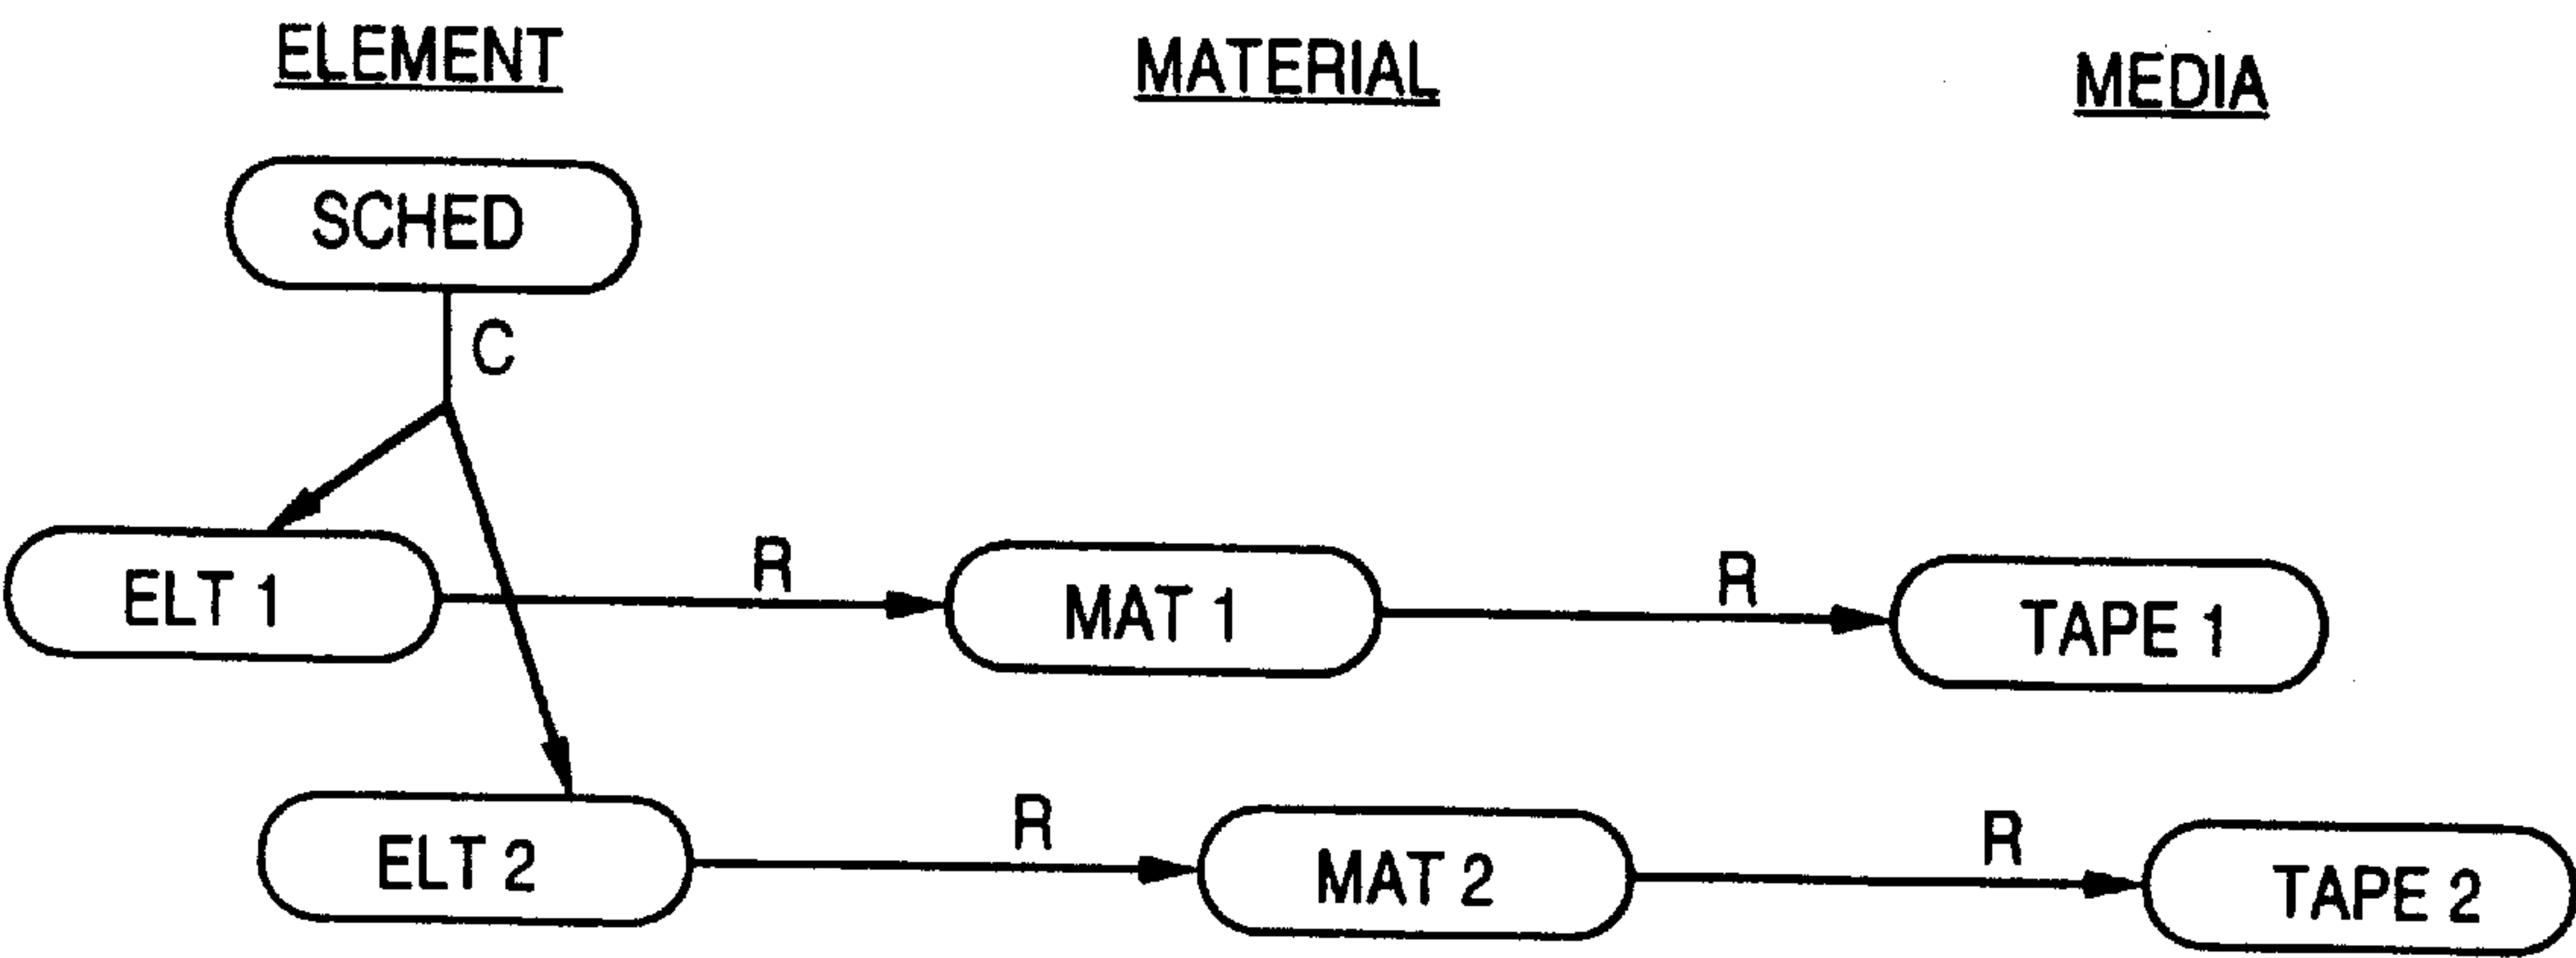 ELEMENT MATERIAL MEDIA
SCHED
C
ELT 1 R MAT 1 R TAPE 1
ELT 2 R MAT 2 R TAPE 2